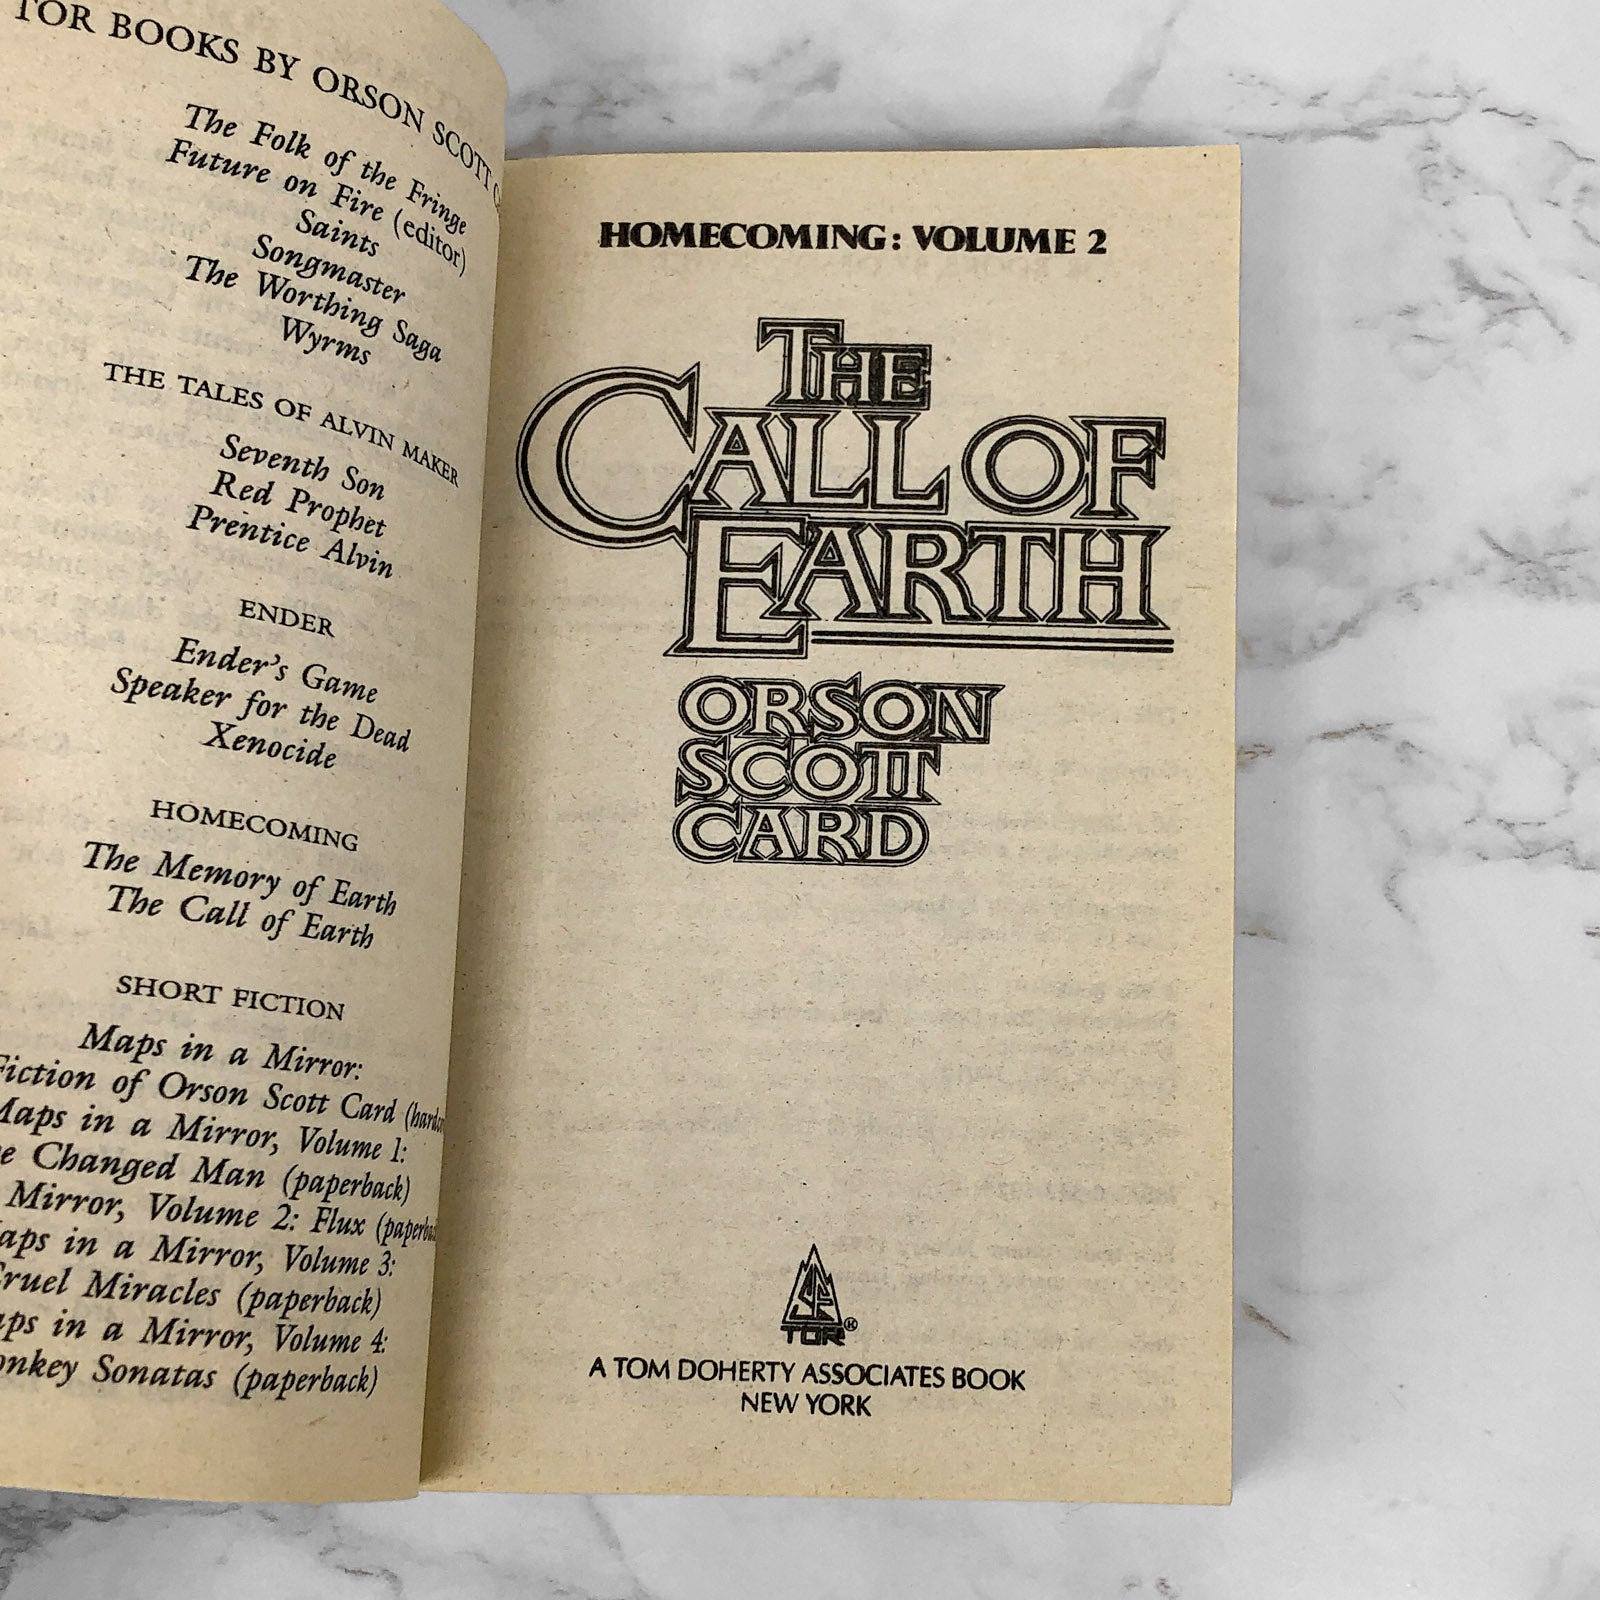 TOR BOOKS BY ORSON SCOTT
The Folk of the Fringe
Future on Fire (editor)
Saints
Songmaster
The Worthing Saga
Wyrms
THE TALES OF ALVIN MAKER
Seventh Son
Red Prophet
Prentice Alvin
ENDER
Ender's Game
Speaker for the Dead
Xenocide
HOMECOMING
The Memory of Earth
The Call of Earth
SHORT FICTION
Maps in a Mirror:
Fiction of Orson Scott Card
Maps in a Mirror, Volume 1:
Changed Man (paperback)
Mirror, Volume 2: Flux
in a Mirror, Volume 3:
Cruel Miracles (paperback)
in a Mirror, Volume 4:
Sonatas (paperback)
HOMECOMING: VOLUME 2
THE
CALL OF
EARTH
ORSON
SCOTT
CARD
TOR®
A TOM DOHERTY ASSOCIATES BOOK
NEW YORK